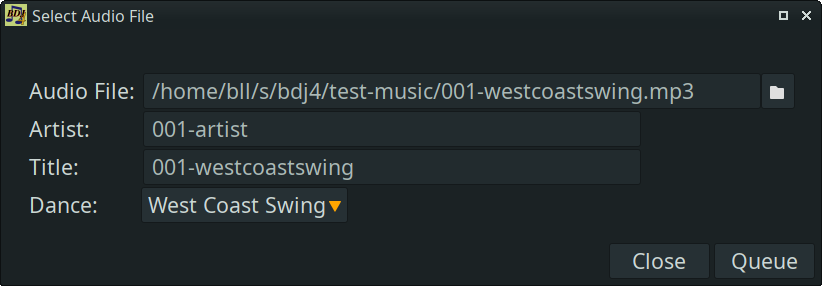 BDJ4
Select Audio File
Audio File: /home/bll/s/bdj4/test-music/001-westcoastswing.mp3
Artist: 001-artist
Title: 001-westcoastswing
Dance: West Coast Swing
Close Queue